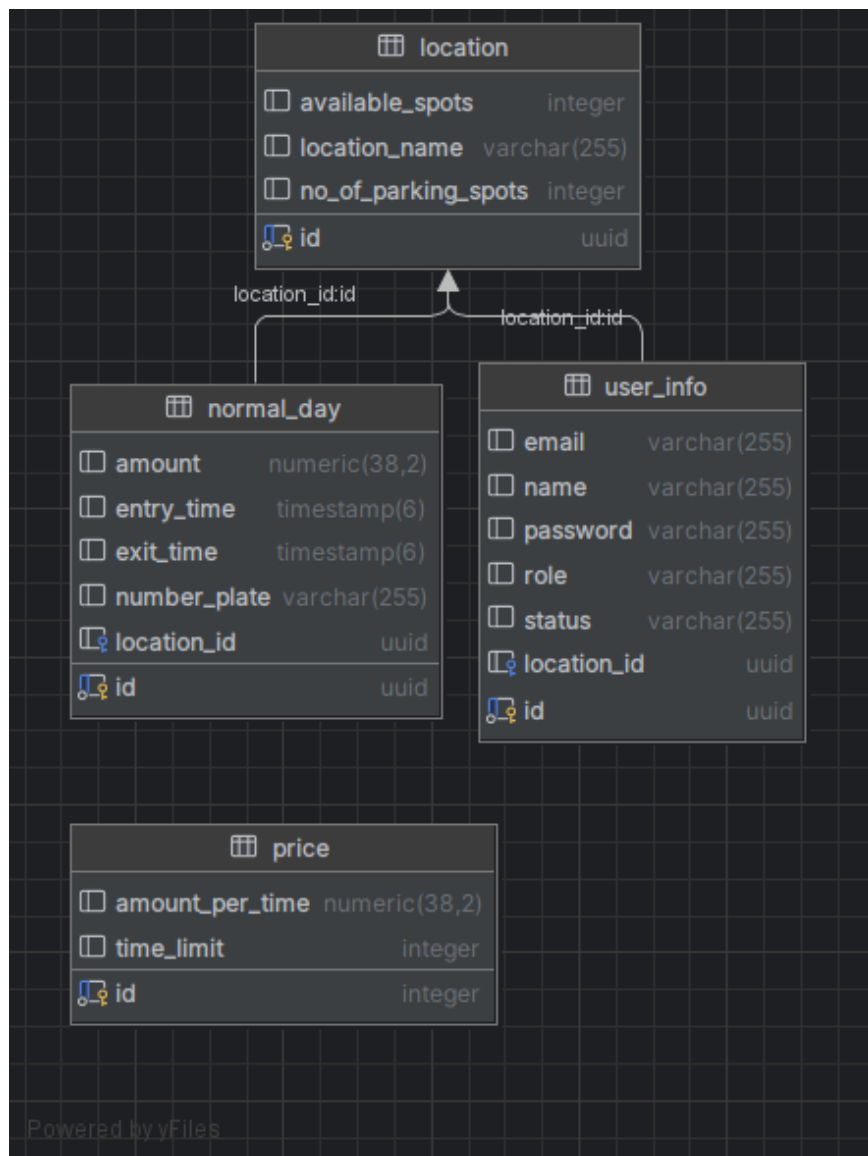 location
available_spots integer
location_name varchar(255)
no_of_parking_spots integer
id uuid
location_id:id
location_id:id
normal_day
amount numeric(38,2)
entry_time timestamp(6)
exit_time timestamp(6)
number_plate varchar(255)
location_id uuid
id uuid
user_info
email varchar(255)
name varchar(255)
password varchar(255)
role varchar(255)
status varchar(255)
location_id uuid
id uuid
price
amount_per_time numeric(38,2)
time_limit integer
id integer
Powered by yFiles